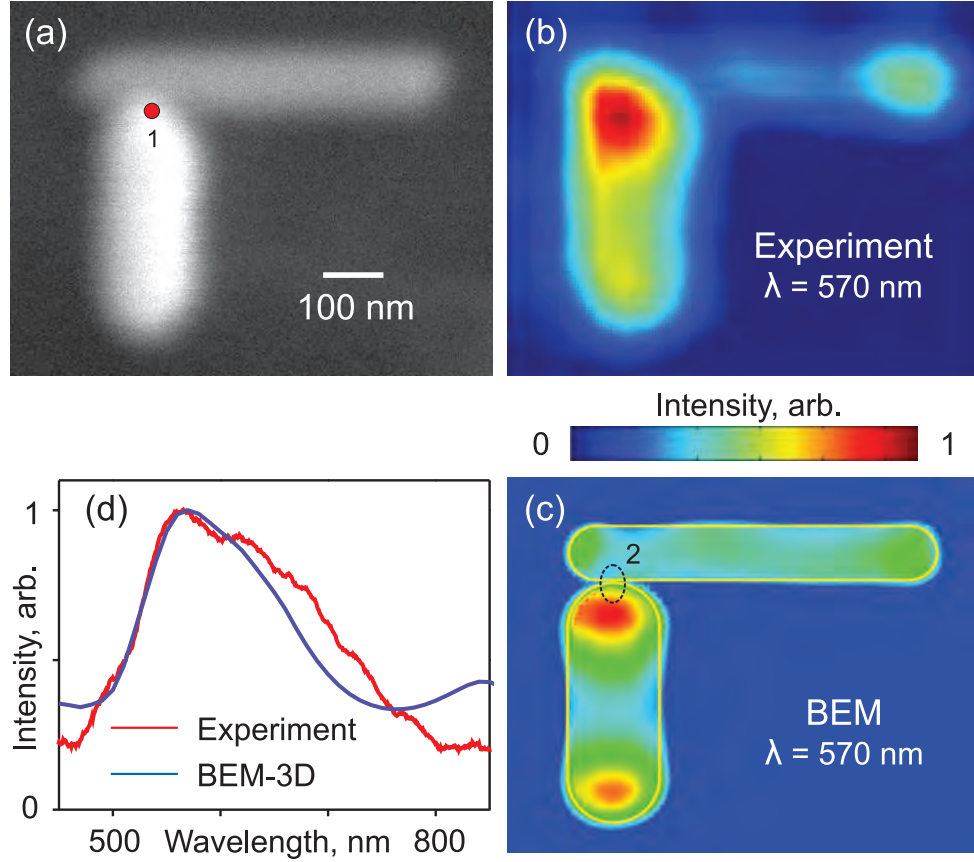 (a)
1
100 nm
(b)
Experiment
λ = 570 nm
Intensity, arb.
0
1
(c)
2
BEM
λ = 570 nm
(d)
1
Intensity, arb.
0
Experiment
BEM-3D
500
Wavelength, nm
800